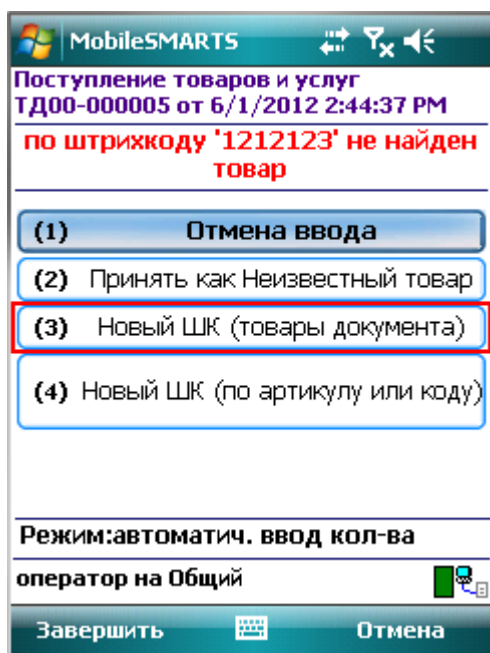 MobileSMARTS
Поступление товаров и услуг
ТД00-000005 от 6/1/2012 2:44:37 PM
по штрихкоду '1212123' не найден
товар
(1) Отмена ввода
(2) Принять как Неизвестный товар
(3) Новый ШК (товары документа)
(4) Новый ШК (по артикулу или коду)
Режим:автоматич. ввод кол-ва
оператор на Общий
Завершить Отмена